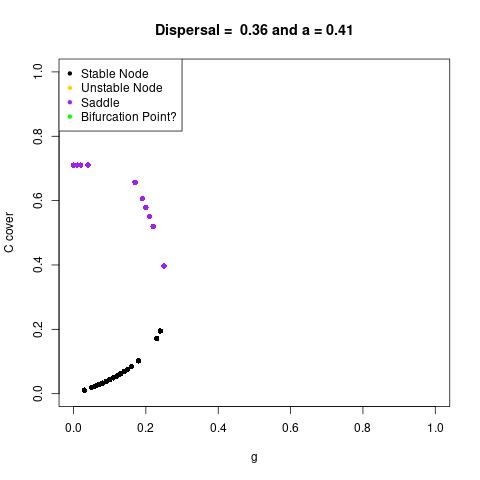 Dispersal =  0.36 and a = 0.41
Stable Node
Unstable Node
Saddle
Bifurcation Point?
C cover
1.0
0.8
0.6
0.4
0.2
0.0
0.0 0.2 0.4 0.6 0.8 1.0
g